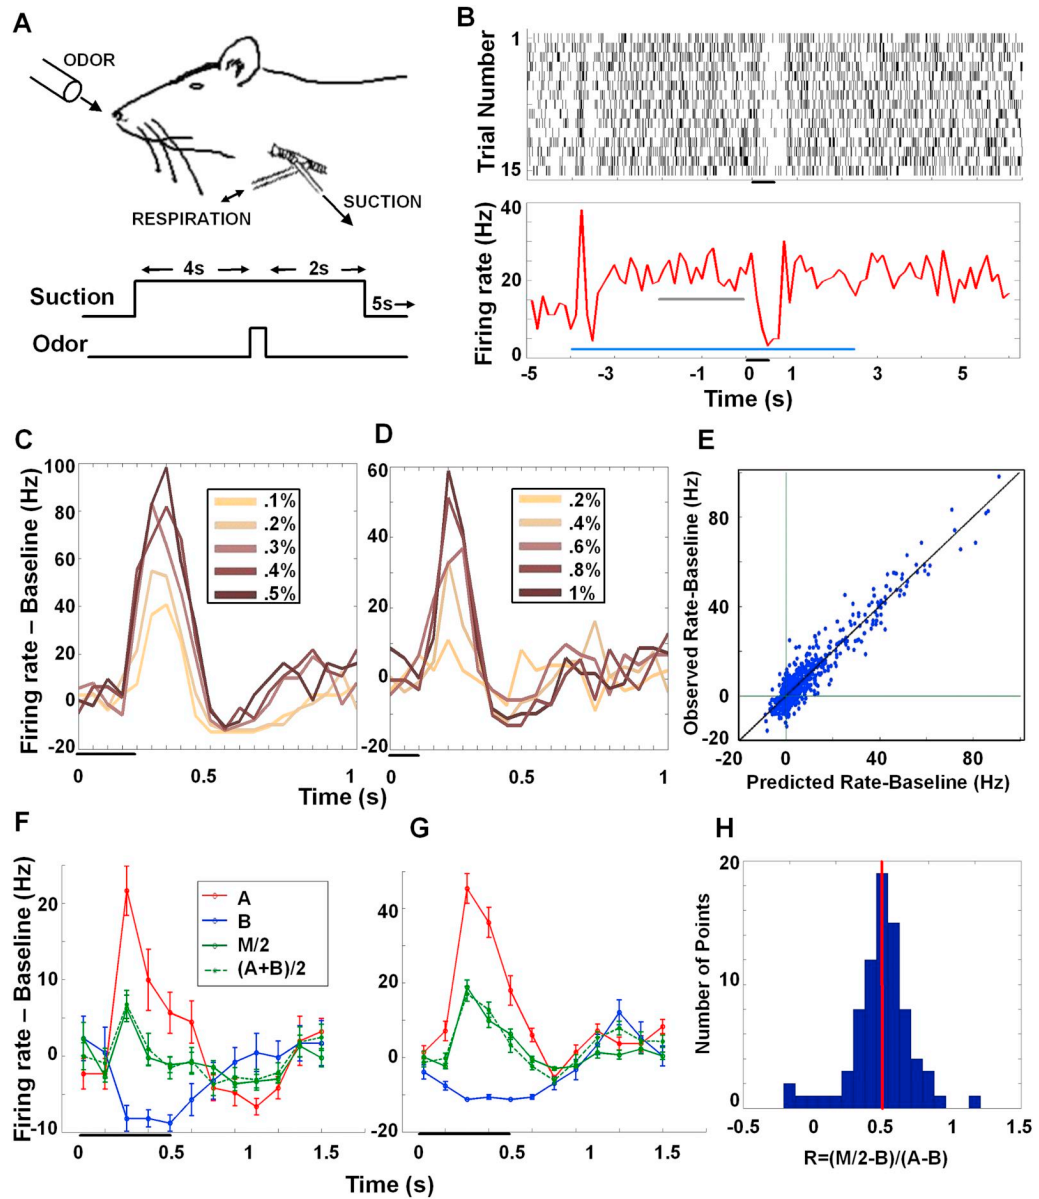 A
ODOR
RESPIRATION
SUCTION
4s
2s
Suction
5s
Odor
B
Trial Number
1
15
Firing rate (Hz)
40
20
0
-5
-3
-1
0
1
3
5
Time (s)
C
Firing rate – Baseline (Hz)
100
80
60
40
20
0
-20
.1%
.2%
.3%
.4%
.5%
0
0.5
1
D
60
40
20
0
-20
.2%
.4%
.6%
.8%
1%
0
0.5
1
Time (s)
E
Observed Rate-Baseline (Hz)
80
40
0
-20
-20
0
40
80
Predicted Rate-Baseline (Hz)
F
Firing rate – Baseline (Hz)
20
10
0
-10
A
B
M/2
(A+B)/2
0
0.5
1
1.5
G
40
20
0
-20
0
0.5
1
1.5
Time (s)
H
Number of Points
20
10
0
-0.5
0
0.5
1
1.5
R=(M/2-B)/(A-B)